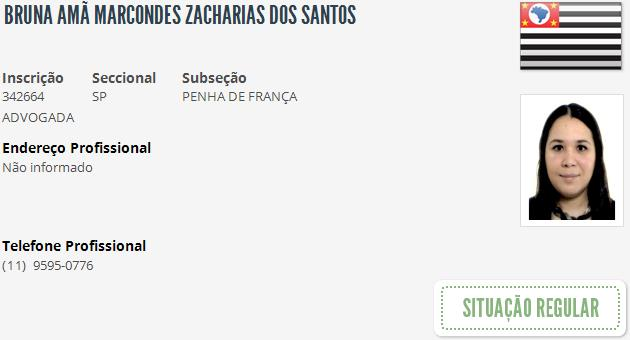 BRUNA AMÃ MARCONDES ZACHARIAS DOS SANTOS
Inscrição Seccional Subseção
342664 SP PENHA DE FRANÇA
ADVOGADA
Endereço Profissional
Não informado
Telefone Profissional
(11) 9595-0776
SITUAÇÃO REGULAR